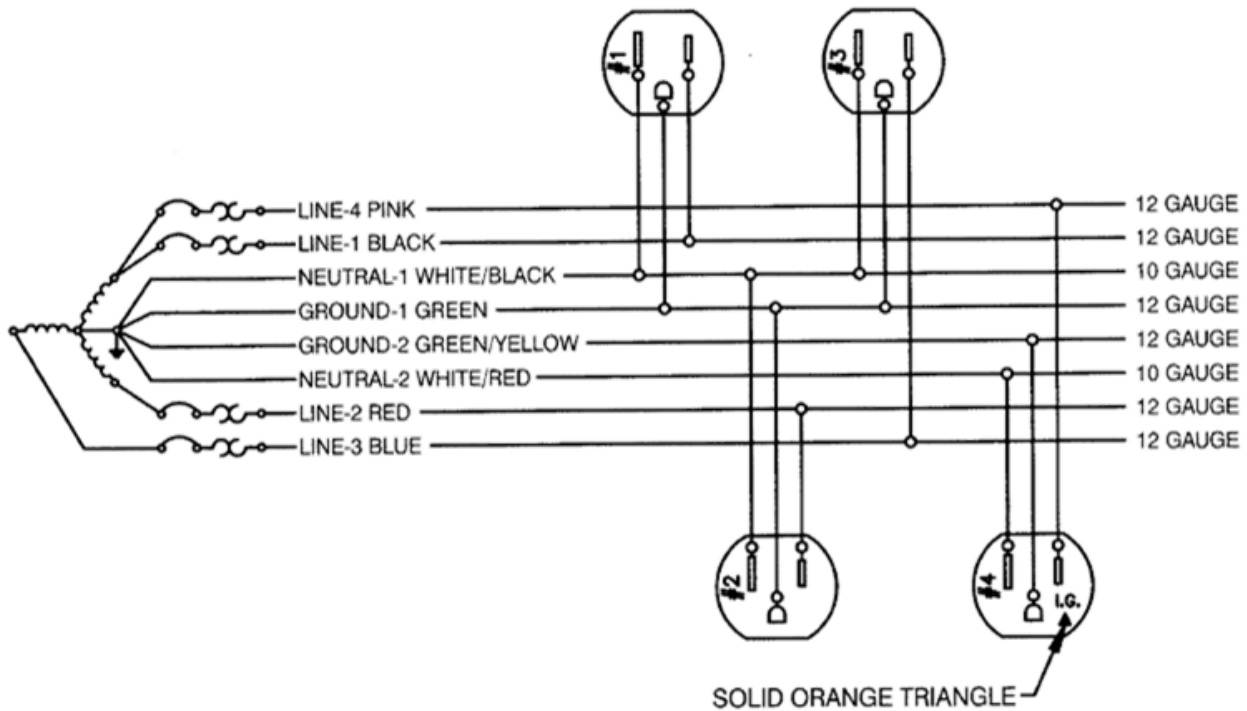 #1
#3
LINE-4 PINK 12 GAUGE
LINE-1 BLACK 12 GAUGE
NEUTRAL-1 WHITE/BLACK 10 GAUGE
GROUND-1 GREEN 12 GAUGE
GROUND-2 GREEN/YELLOW 12 GAUGE
NEUTRAL-2 WHITE/RED 10 GAUGE
LINE-2 RED 12 GAUGE
LINE-3 BLUE 12 GAUGE
#2
#4
I.G.
SOLID ORANGE TRIANGLE